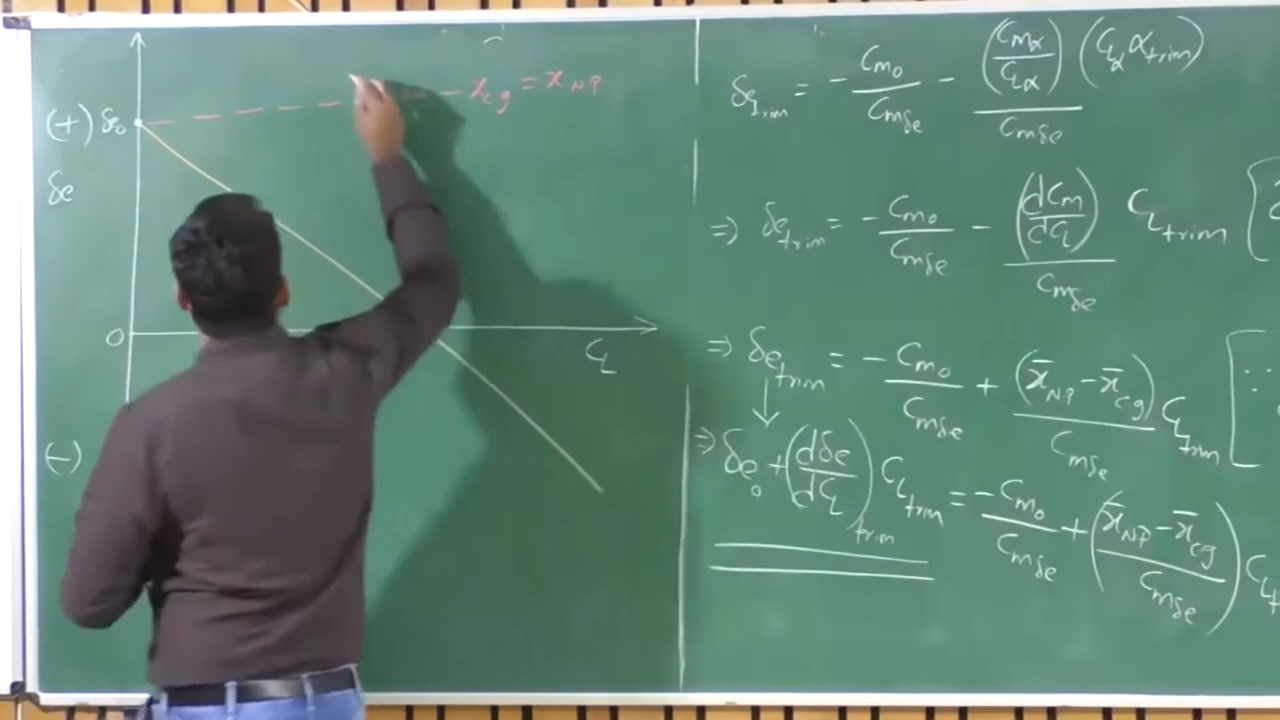 x_cg = x_NP
(+) δe₀
δe
0
C_L
(-)
δe_trim = - C_m₀/C_mδe - (C_mα/C_Lα)/C_mδe (C_Lα α_trim)
=> δe_trim = - C_m₀/C_mδe - (dC_m/dC_L)/C_mδe C_L_trim
=> δe_trim = - C_m₀/C_mδe + (x̄_NP - x̄_cg)/C_mδe C_L_trim
=> δe₀ + (dδe/dC_L)_trim C_L_trim = - C_m₀/C_mδe + ((x̄_NP - x̄_cg)/C_mδe)